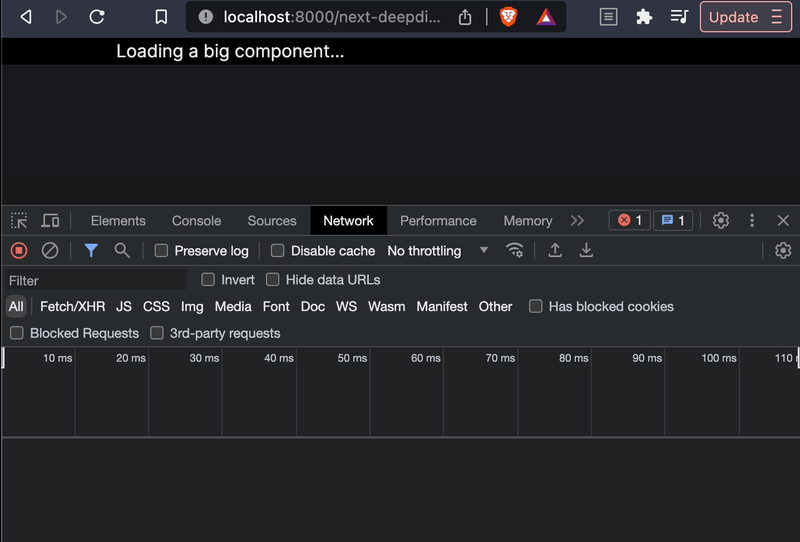 localhost:8000/next-deepdi... Update
Loading a big component...
Elements Console Sources Network Performance Memory 1 1
Preserve log Disable cache No throttling
Filter Invert Hide data URLs
All Fetch/XHR JS CSS Img Media Font Doc WS Wasm Manifest Other Has blocked cookies
Blocked Requests 3rd-party requests
10 ms 20 ms 30 ms 40 ms 50 ms 60 ms 70 ms 80 ms 90 ms 100 ms 110